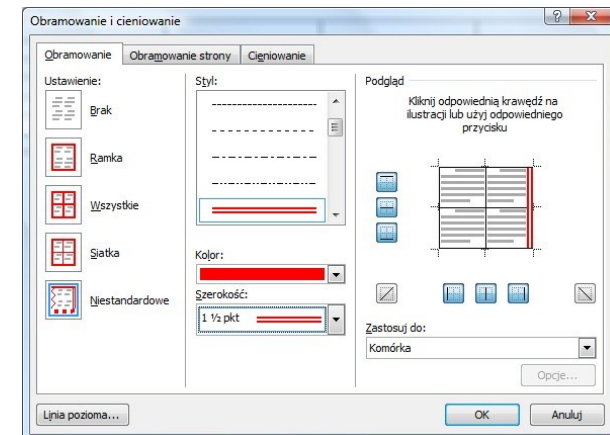 Obramowanie i cieniowanie
Obramowanie
Obramowanie strony
Cieniowanie
Ustawienie:
Brak
Ramka
Wszystkie
Siatka
Niestandardowe
Styl:
Kolor:
Szerokość:
1 ½ pkt
Podgląd
Kliknij odpowiednią krawędź na
ilustracji lub użyj odpowiedniego
przycisku
Zastosuj do:
Komórka
Opcje...
Linia pozioma...
OK
Anuluj